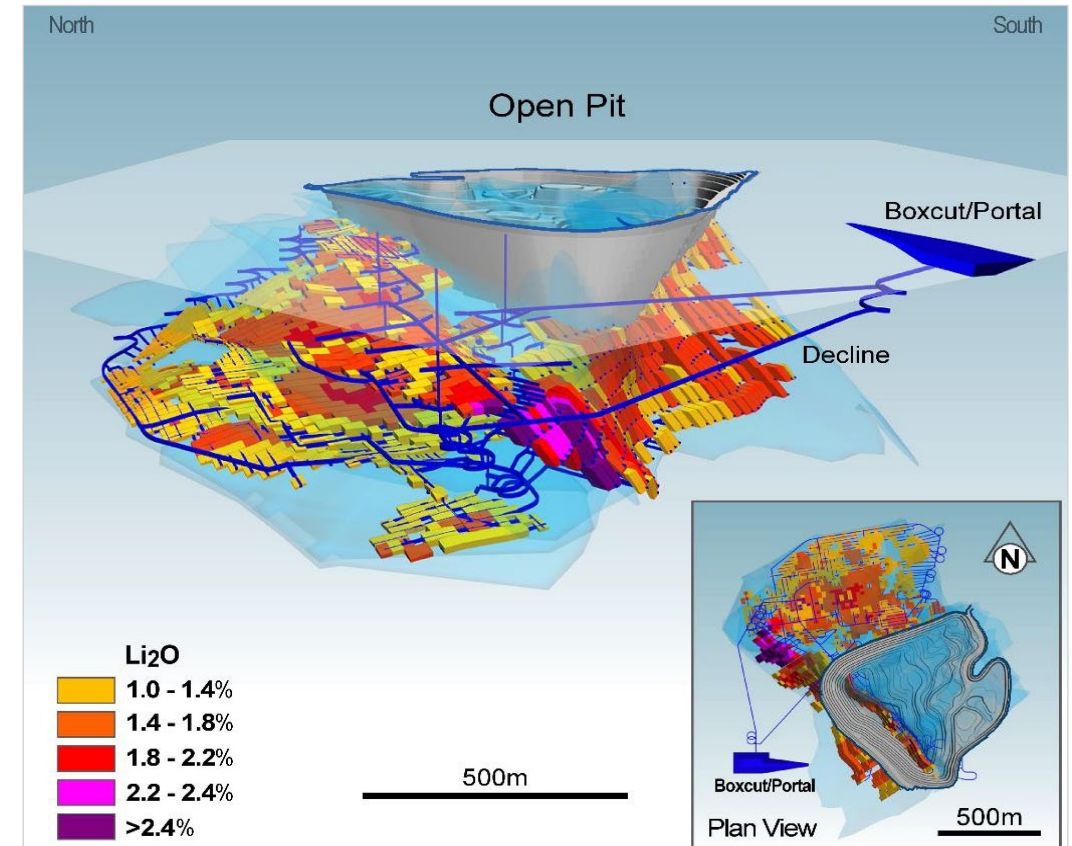 North
South
Open Pit
Boxcut/Portal
Decline
Li2O
1.0 - 1.4%
1.4 - 1.8%
1.8 - 2.2%
2.2 - 2.4%
>2.4%
500m
N
Boxcut/Portal
Plan View
500m